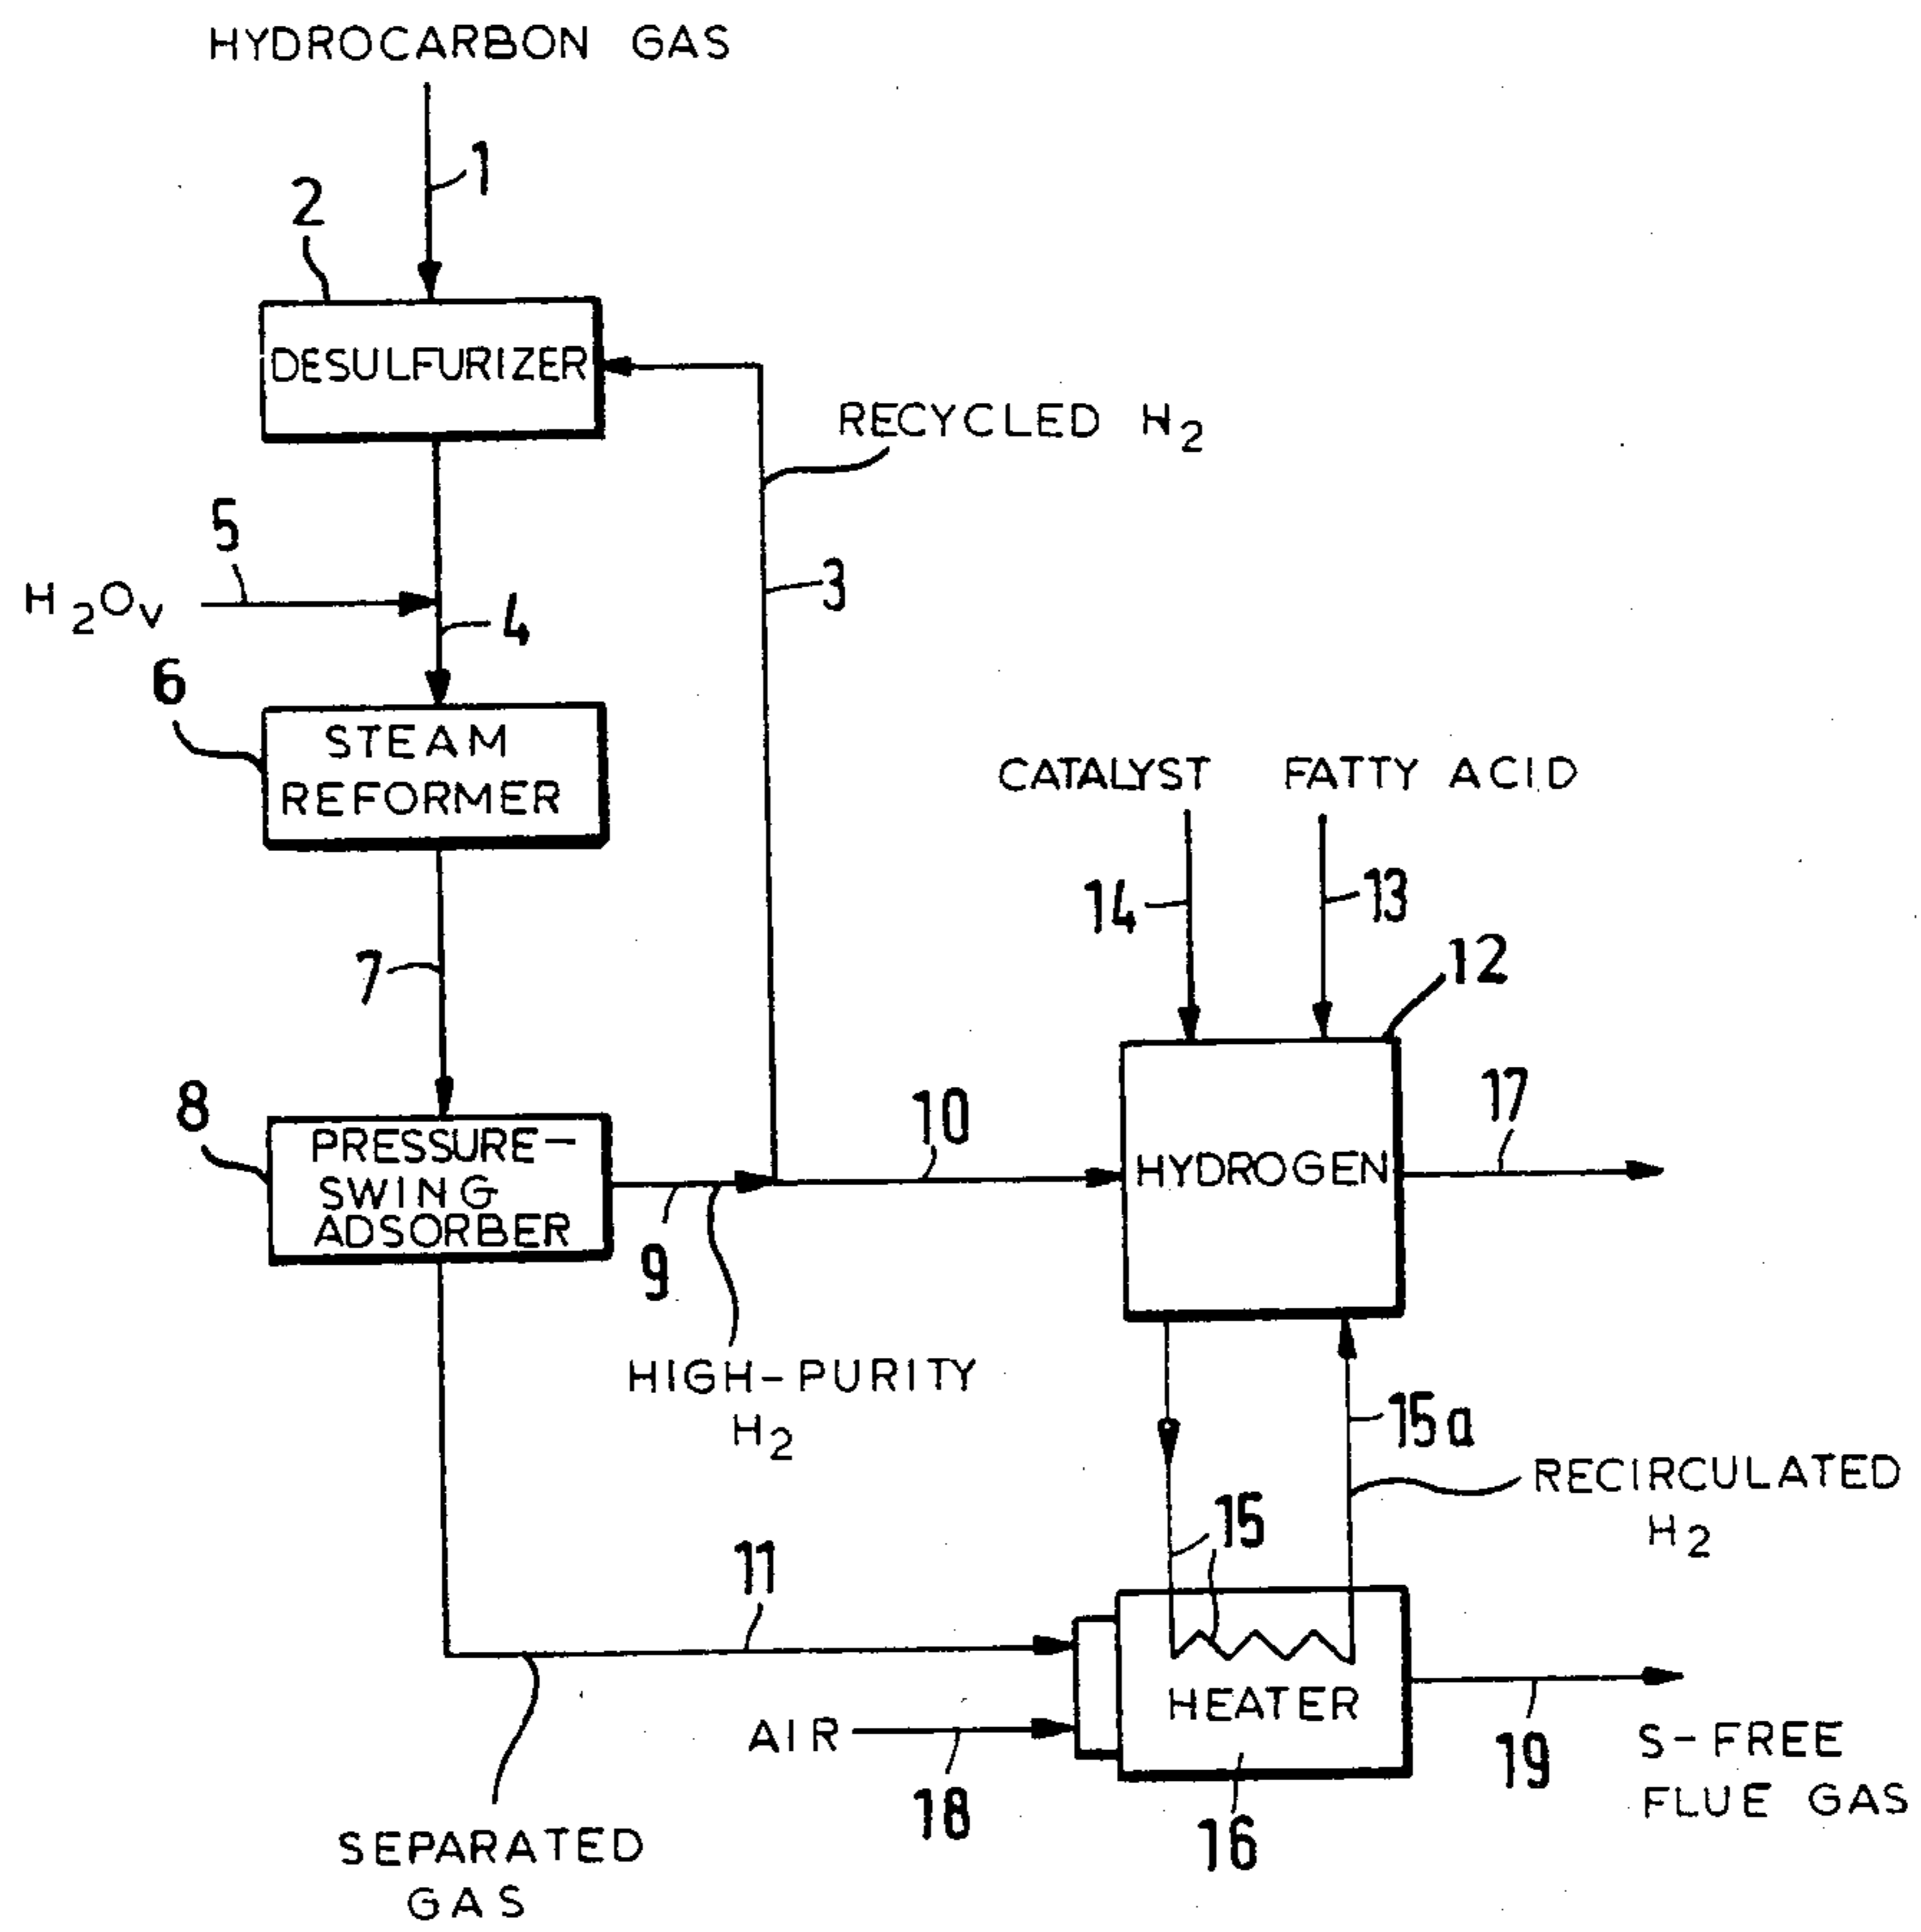 HYDROCARBON GAS
1
2
DESULFURIZER
RECYCLED H2
5
3
H2Ov
4
6
STEAM
REFORMER
CATALYST
FATTY ACID
14
13
12
7
8
PRESSURE-
SWING
ADSORBER
10
17
HYDROGEN
9
HIGH-PURITY
H2
15a
RECIRCULATED
H2
15
11
HEATER
AIR
18
16
19
S-FREE
FLUE GAS
SEPARATED
GAS